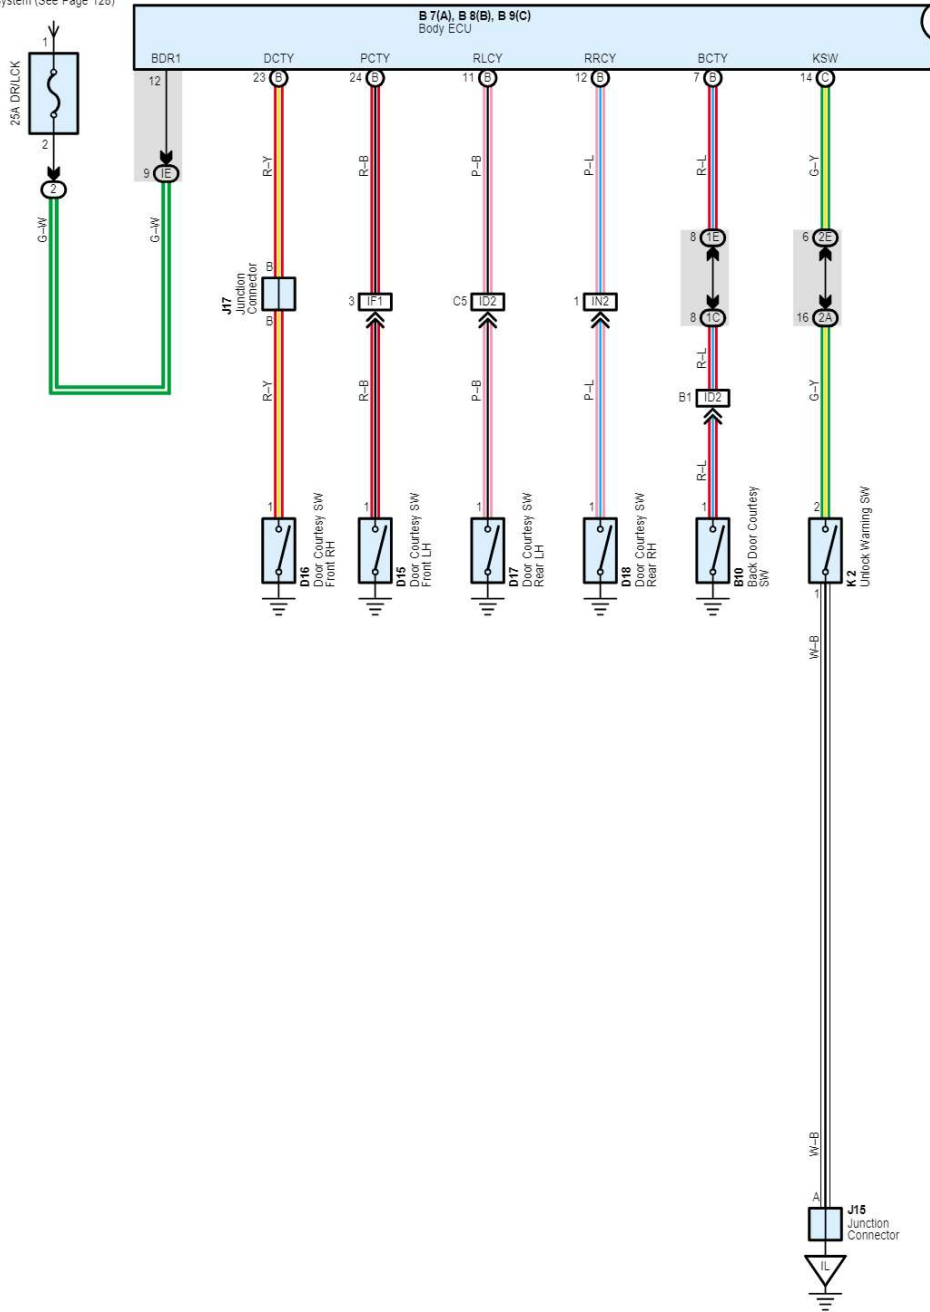 ystem (See Page 128)
B 7(A), B 8(B), B 9(C)
Body ECU
BDR1
DCTY
PCTY
RLCY
RRCY
BCTY
KSW
1
25A DR/LCK
2
2
12
9 IE
23 B
24 B
11 B
12 B
7 B
14 C
G–W
G–W
R–Y
R–B
P–B
P–L
R–L
G–Y
8 1E
6 2E
B
J17
Junction
Connector
B
3 IF1
C5 ID2
1 IN2
8 1C
16 2A
R–L
B1 ID2
R–Y
R–B
P–B
P–L
R–L
G–Y
1
1
1
1
1
2
D16
Door Courtesy SW
Front RH
D15
Door Courtesy SW
Front LH
D17
Door Courtesy SW
Rear LH
D18
Door Courtesy SW
Rear RH
B10
Back Door Courtesy
SW
K 2
Unlock Warning SW
1
W–B
W–B
A
J15
Junction
Connector
IL